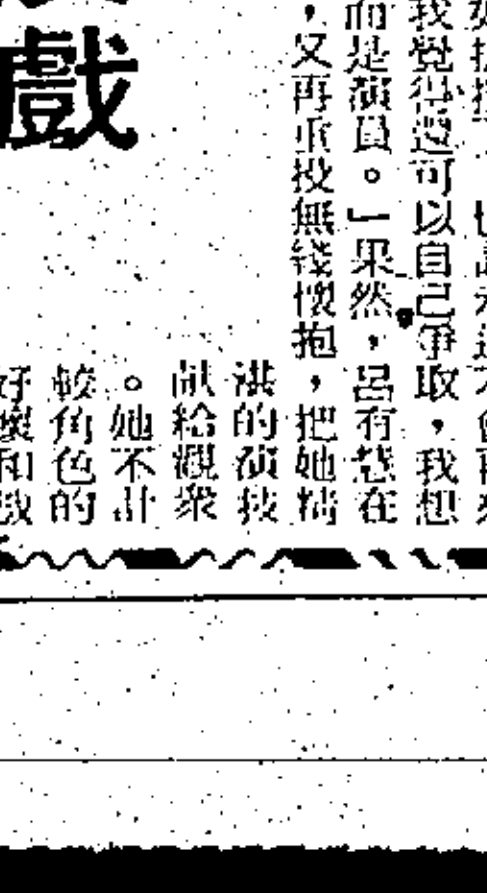 我覺得還可以自己爭取，我想
而是演員。」果然，呂有慧在
，又再重投無綫懷抱，把她精
湛的演技
献給觀衆
。她不計
較角色的
好壞和戲
戲